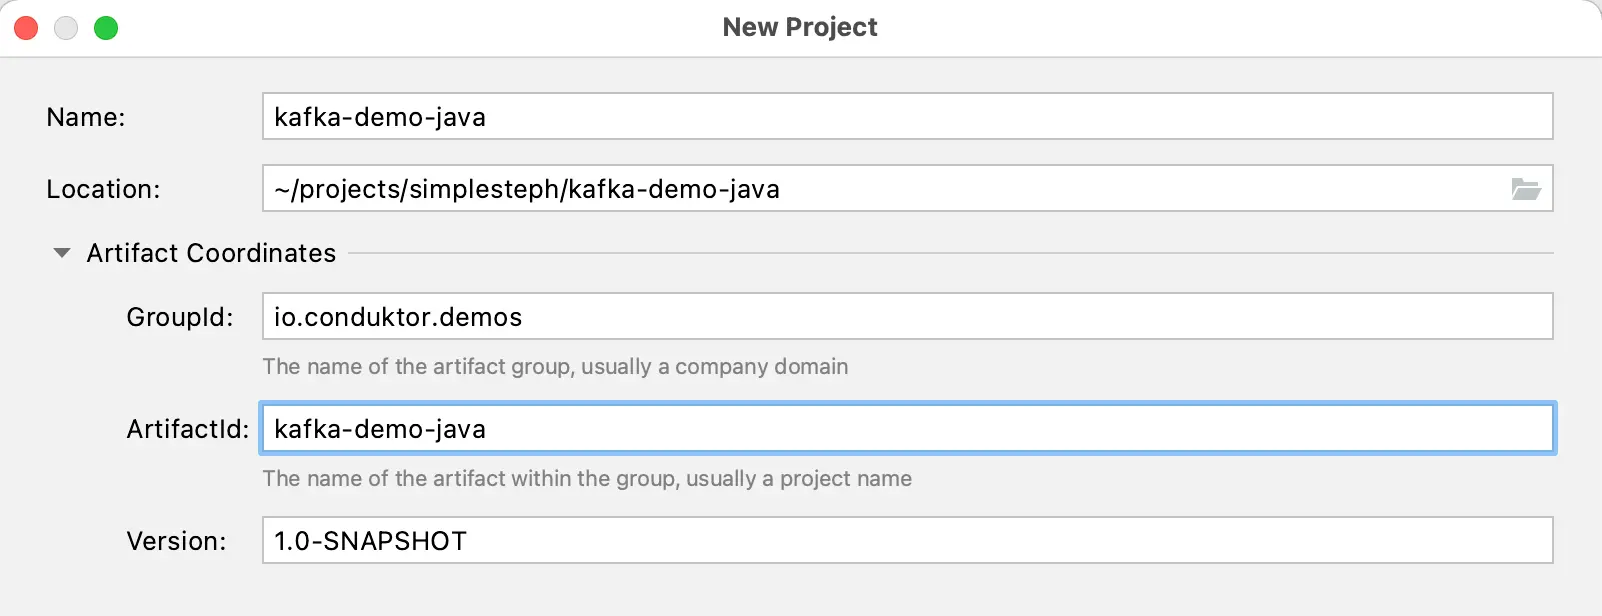 New Project
Name: kafka-demo-java
Location: ~/projects/simplesteph/kafka-demo-java
Artifact Coordinates
GroupId: io.conduktor.demos
The name of the artifact group, usually a company domain
ArtifactId: kafka-demo-java
The name of the artifact within the group, usually a project name
Version: 1.0-SNAPSHOT